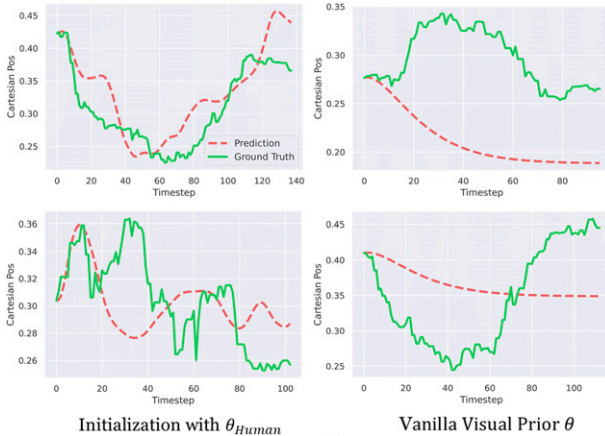 Cartesian Pos
0.45
0.40
0.35
0.30
0.25
Prediction
Ground Truth
0 20 40 60 80 100 120 140
Timestep
Cartesian Pos
0.35
0.30
0.25
0.20
0 20 40 60 80
Timestep
Cartesian Pos
0.36
0.34
0.32
0.30
0.28
0.26
0 20 40 60 80 100
Timestep
Cartesian Pos
0.45
0.40
0.35
0.30
0.25
0 20 40 60 80 100
Timestep
Initialization with θ_Human
Vanilla Visual Prior θ